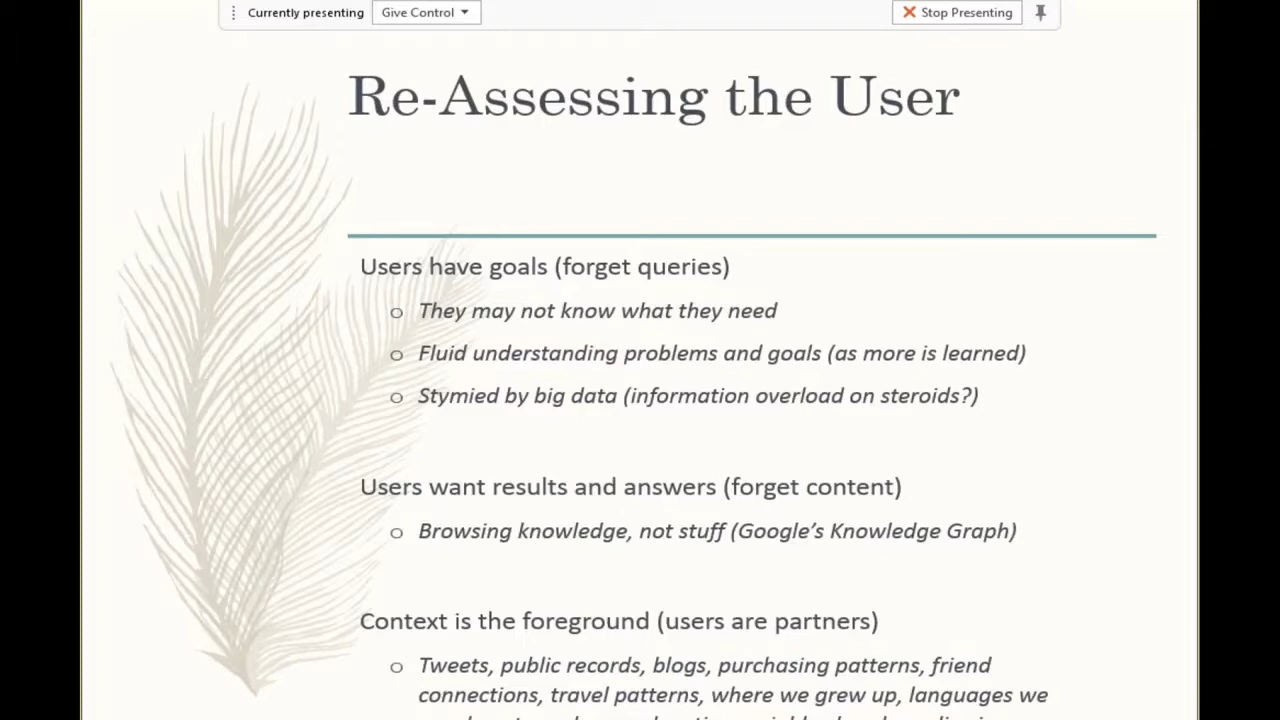 Currently presenting Give Control Stop Presenting
Re-Assessing the User
Users have goals (forget queries)
o They may not know what they need
o Fluid understanding problems and goals (as more is learned)
o Stymied by big data (information overload on steroids?)
Users want results and answers (forget content)
o Browsing knowledge, not stuff (Google's Knowledge Graph)
Context is the foreground (users are partners)
o Tweets, public records, blogs, purchasing patterns, friend
connections, travel patterns, where we grew up, languages we